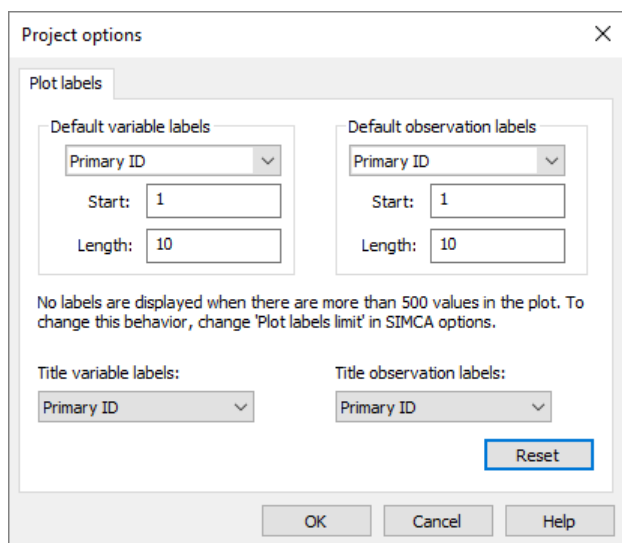 Project options
Plot labels
Default variable labels
Primary ID
Start: 1
Length: 10
Default observation labels
Primary ID
Start: 1
Length: 10
No labels are displayed when there are more than 500 values in the plot. To
change this behavior, change 'Plot labels limit' in SIMCA options.
Title variable labels:
Primary ID
Title observation labels:
Primary ID
Reset
OK
Cancel
Help